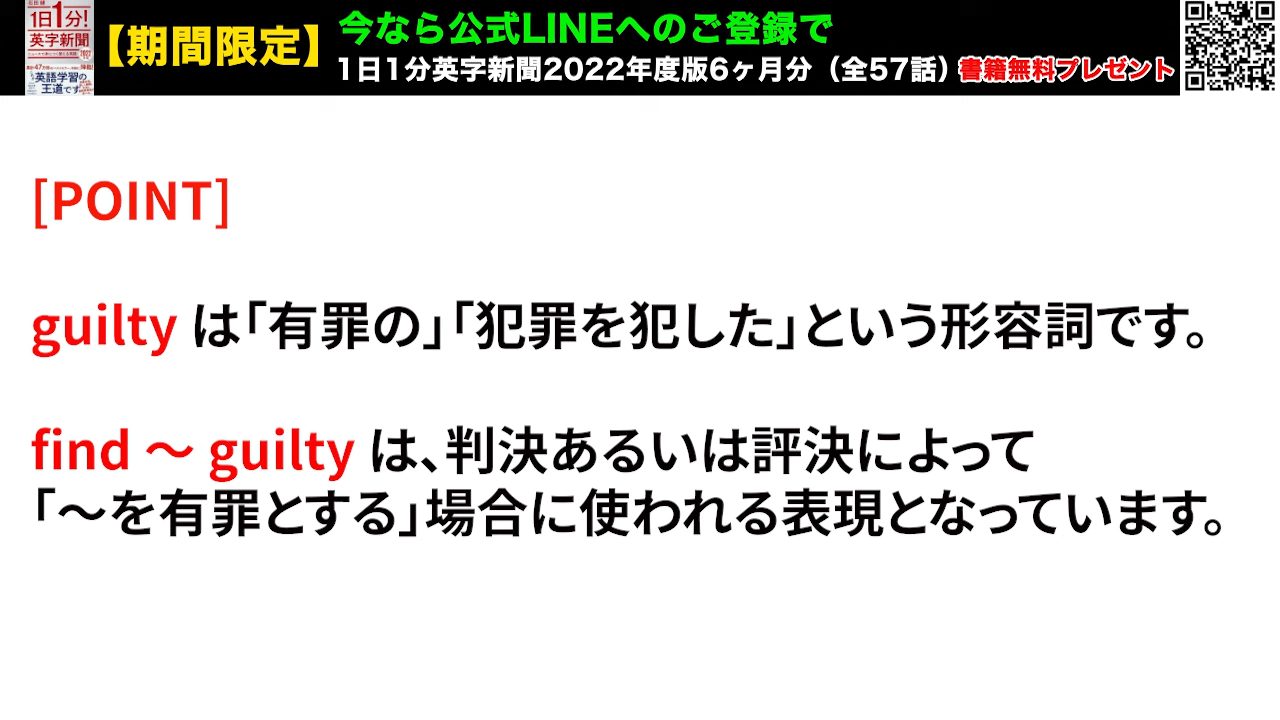 1日1分!
英字新聞
英語学習の
王道です
【期間限定】
今なら公式LINEへのご登録で
1日1分英字新聞2022年度版6ヶ月分（全57話）書籍無料プレゼント
[POINT]
guilty は「有罪の」「犯罪を犯した」という形容詞です。
find ～ guilty は、判決あるいは評決によって
「～を有罪とする」場合に使われる表現となっています。